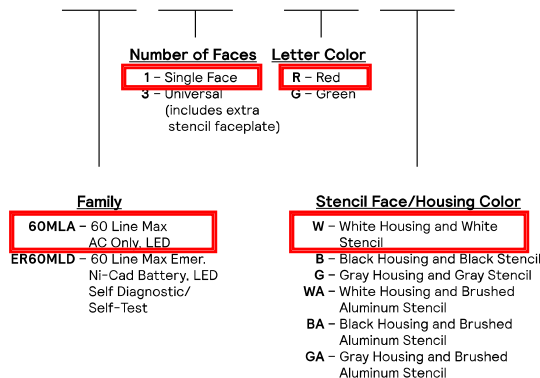 Number of Faces
1 – Single Face
3 – Universal
(includes extra
stencil faceplate)
Letter Color
R – Red
G – Green
Family
60MLA – 60 Line Max
AC Only, LED
ER60MLD – 60 Line Max Emer.
Ni-Cad Battery, LED
Self Diagnostic/
Self-Test
Stencil Face/Housing Color
W – White Housing and White
Stencil
B – Black Housing and Black Stencil
G – Gray Housing and Gray Stencil
WA – White Housing and Brushed
Aluminum Stencil
BA – Black Housing and Brushed
Aluminum Stencil
GA – Gray Housing and Brushed
Aluminum Stencil